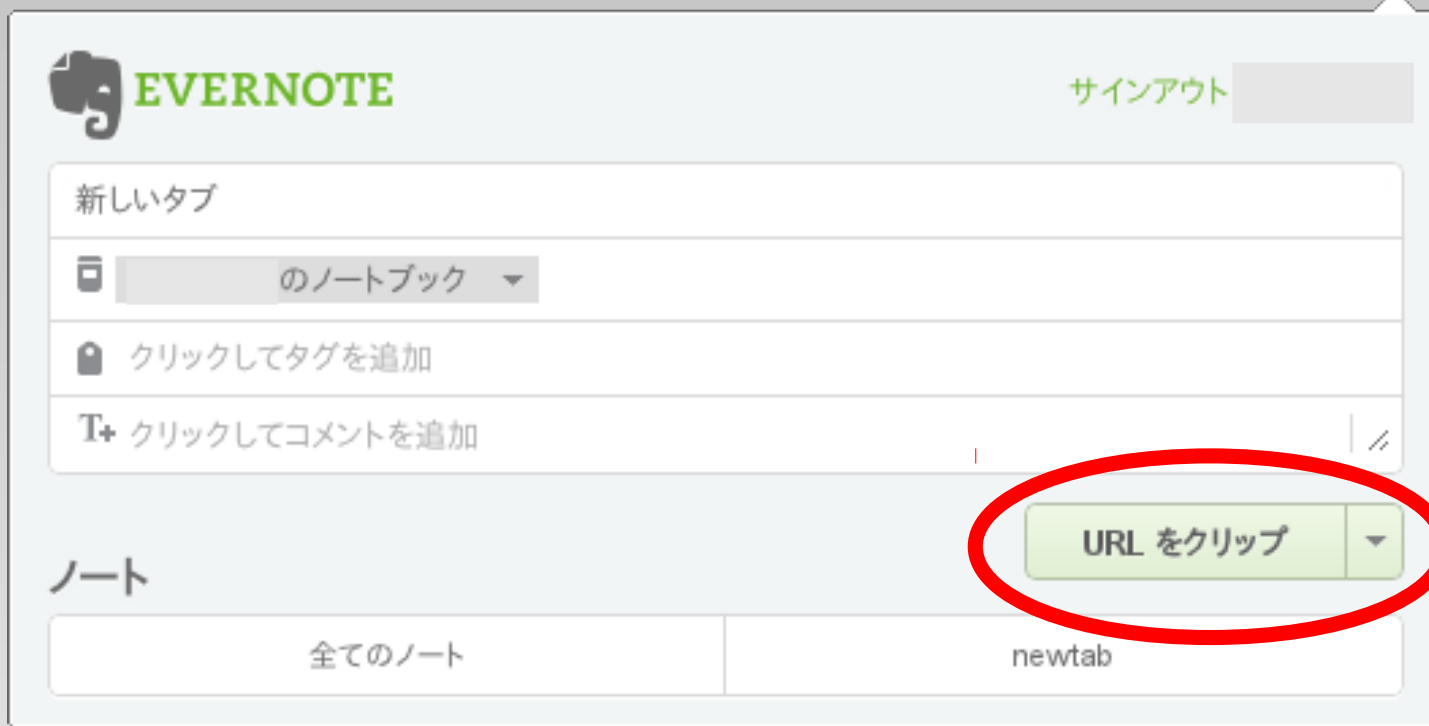 EVERNOTE
サインアウト
新しいタブ
のノートブック
クリックしてタグを追加
T+ クリックしてコメントを追加
URL をクリップ
ノート
全てのノート
newtab